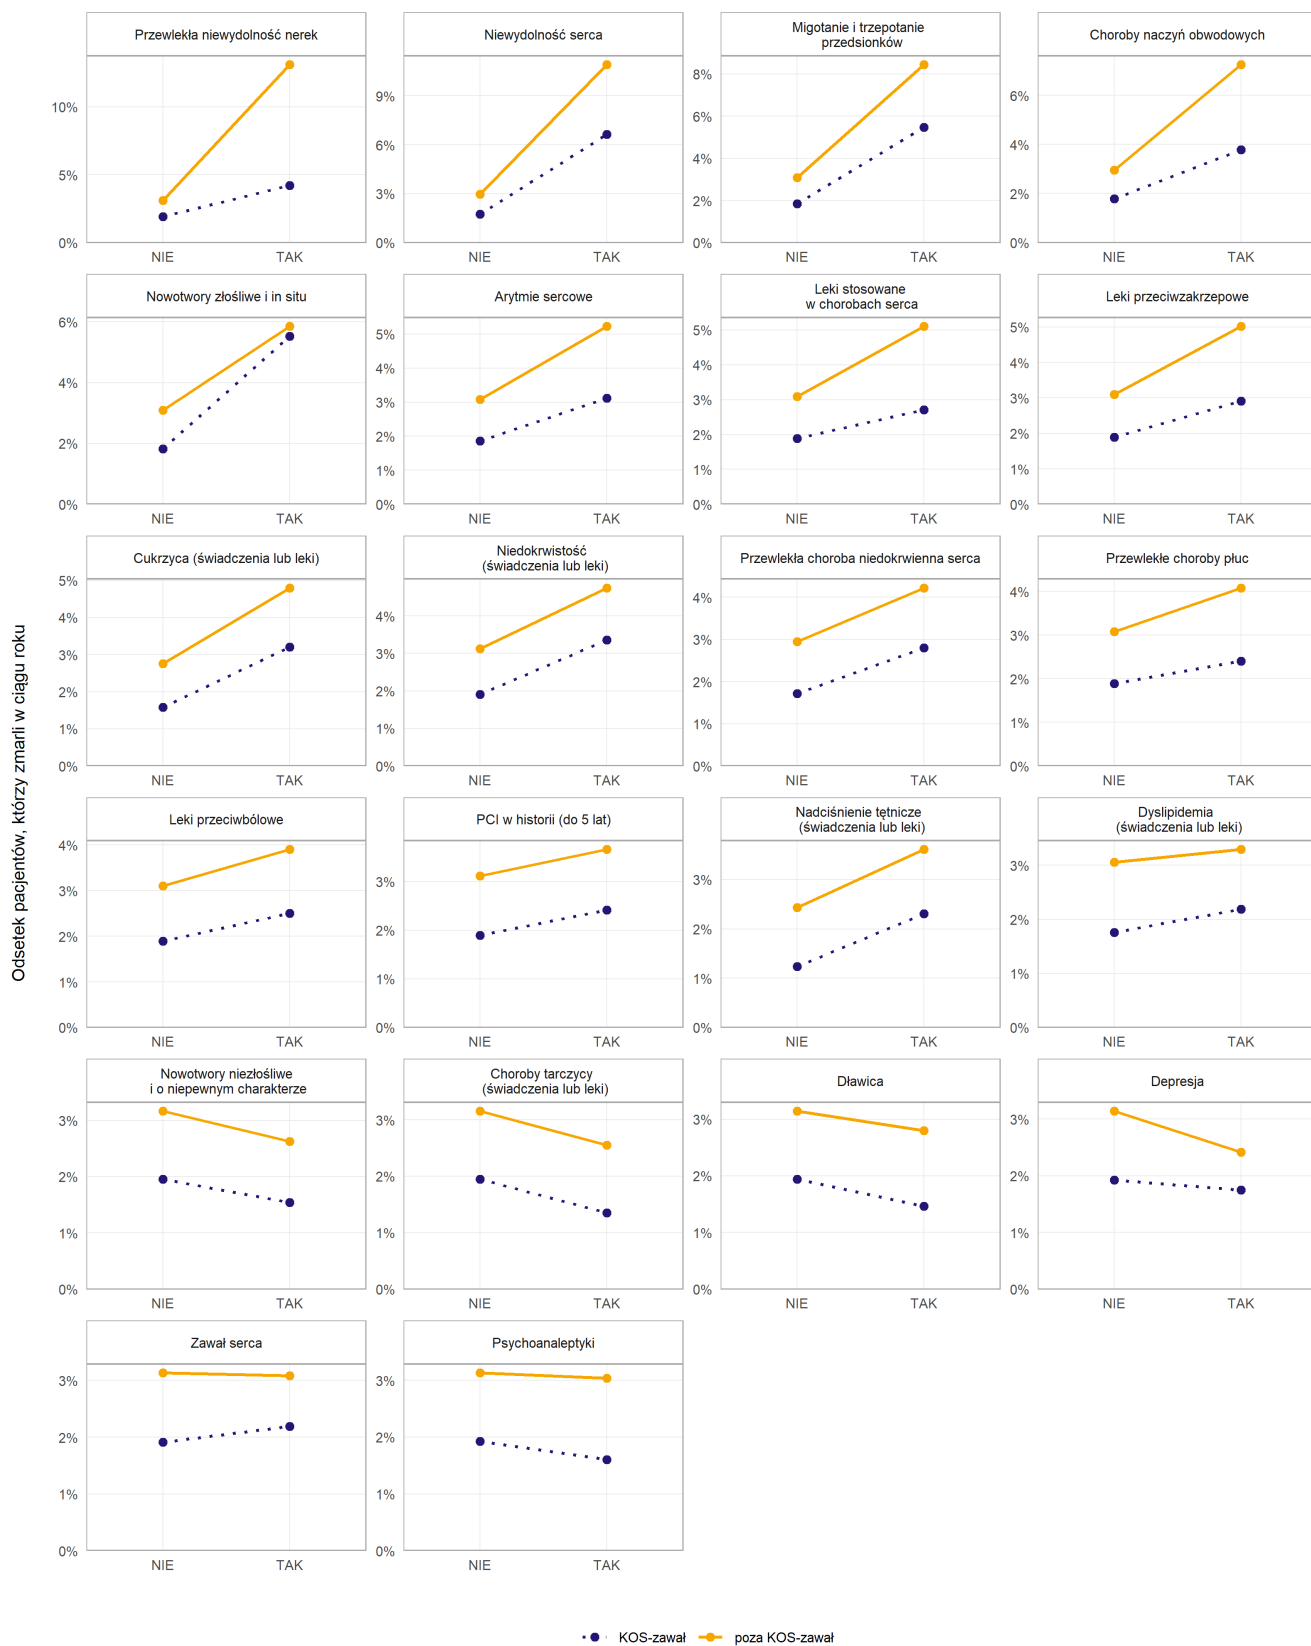 Odsetek pacjentów, którzy zmarli w ciągu roku
Przewlekła niewydolność nerek
10%
5%
0%
NIE TAK
Niewydolność serca
9%
6%
3%
0%
NIE TAK
Migotanie i trzepotanie
przedsionków
8%
6%
4%
2%
0%
NIE TAK
Choroby naczyń obwodowych
6%
4%
2%
0%
NIE TAK
Nowotwory złośliwe i in situ
6%
4%
2%
0%
NIE TAK
Arytmie sercowe
5%
4%
3%
2%
1%
0%
NIE TAK
Leki stosowane
w chorobach serca
5%
4%
3%
2%
1%
0%
NIE TAK
Leki przeciwzakrzepowe
5%
4%
3%
2%
1%
0%
NIE TAK
Cukrzyca (świadczenia lub leki)
5%
4%
3%
2%
1%
0%
NIE TAK
Niedokrwistość
(świadczenia lub leki)
4%
3%
2%
1%
0%
NIE TAK
Przewlekła choroba niedokrwienna serca
4%
3%
2%
1%
0%
NIE TAK
Przewlekłe choroby płuc
4%
3%
2%
1%
0%
NIE TAK
Leki przeciwbólowe
4%
3%
2%
1%
0%
NIE TAK
PCI w historii (do 5 lat)
3%
2%
1%
0%
NIE TAK
Nadciśnienie tętnicze
(świadczenia lub leki)
3%
2%
1%
0%
NIE TAK
Dyslipidemia
(świadczenia lub leki)
3%
2%
1%
0%
NIE TAK
Nowotwory niezłośliwe
i o niepewnym charakterze
3%
2%
1%
0%
NIE TAK
Choroby tarczycy
(świadczenia lub leki)
3%
2%
1%
0%
NIE TAK
Dławica
3%
2%
1%
0%
NIE TAK
Depresja
3%
2%
1%
0%
NIE TAK
Zawał serca
3%
2%
1%
0%
NIE TAK
Psychoanaleptyki
3%
2%
1%
0%
NIE TAK
KOS-zawał poza KOS-zawał